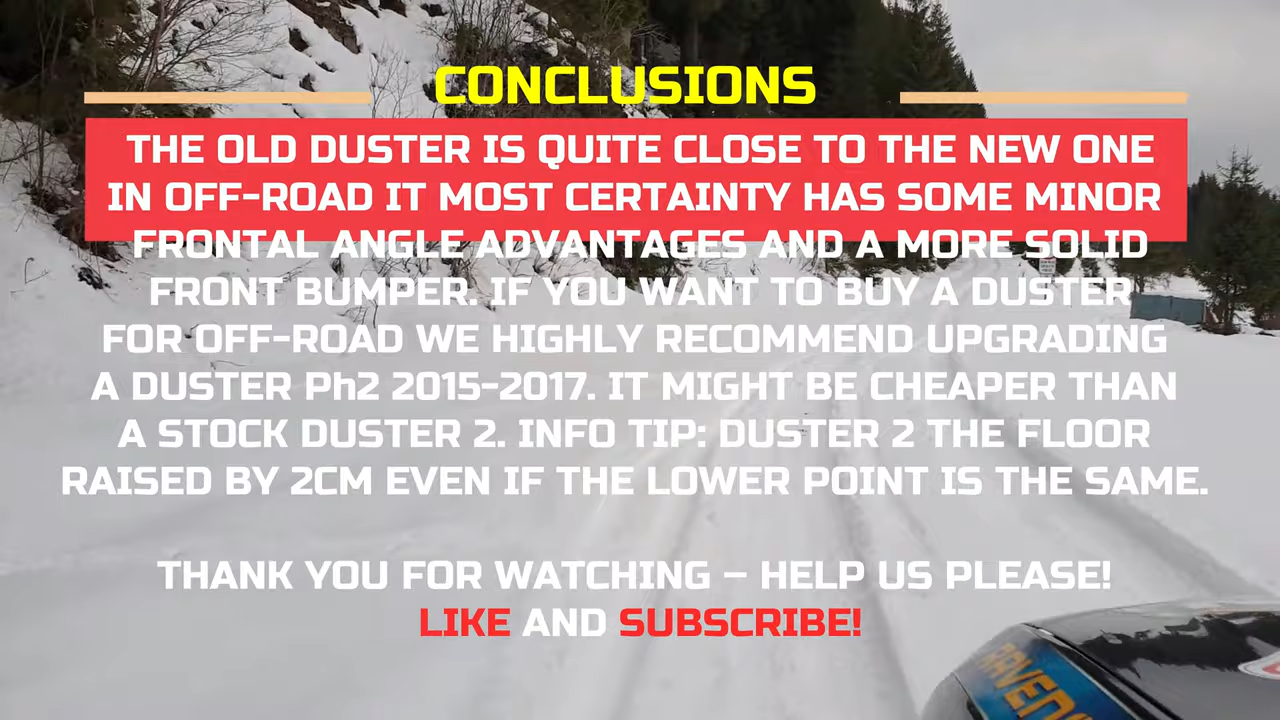 CONCLUSIONS
THE OLD DUSTER IS QUITE CLOSE TO THE NEW ONE
IN OFF-ROAD IT MOST CERTAINTY HAS SOME MINOR
FRONTAL ANGLE ADVANTAGES AND A MORE SOLID
FRONT BUMPER. IF YOU WANT TO BUY A DUSTER
FOR OFF-ROAD WE HIGHLY RECOMMEND UPGRADING
A DUSTER Ph2 2015-2017. IT MIGHT BE CHEAPER THAN
A STOCK DUSTER 2. INFO TIP: DUSTER 2 THE FLOOR
RAISED BY 2CM EVEN IF THE LOWER POINT IS THE SAME.
THANK YOU FOR WATCHING – HELP US PLEASE!
LIKE AND SUBSCRIBE!